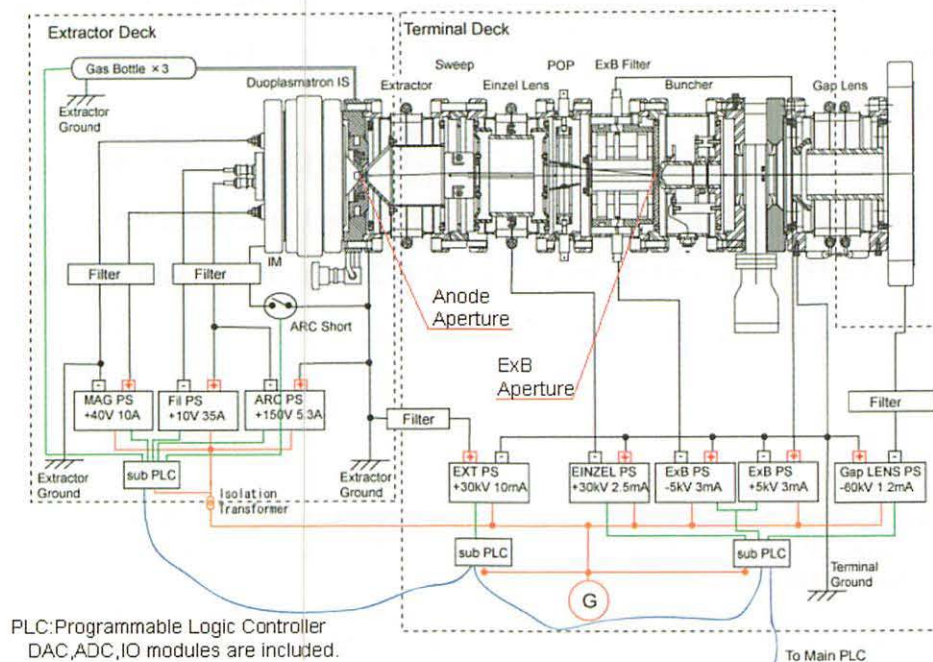 Extractor Deck
Terminal Deck
Gas Bottle × 3
Extractor
Ground
Duoplasmatron IS
Extractor
Sweep
Einzel Lens
POP
ExB Filter
Buncher
Gap Lens
Filter
Filter
IM
ARC Short
Anode
Aperture
ExB
Aperture
- +
- +
- +
MAG PS
+40V 10A
Fil PS
+10V 35A
ARC PS
+150V 5.3A
Filter
Filter
Extractor
Ground
sub PLC
Isolation
Transformer
Extractor
Ground
+ -
- +
- +
- +
+ -
EXT PS
+30kV 10mA
EINZEL PS
+30kV 2.5mA
ExB PS
-5kV 3mA
ExB PS
+5kV 3mA
Gap LENS PS
-60kV 1.2mA
sub PLC
sub PLC
G
Terminal
Ground
PLC:Programmable Logic Controller
DAC,ADC,IO modules are included.
To Main PLC